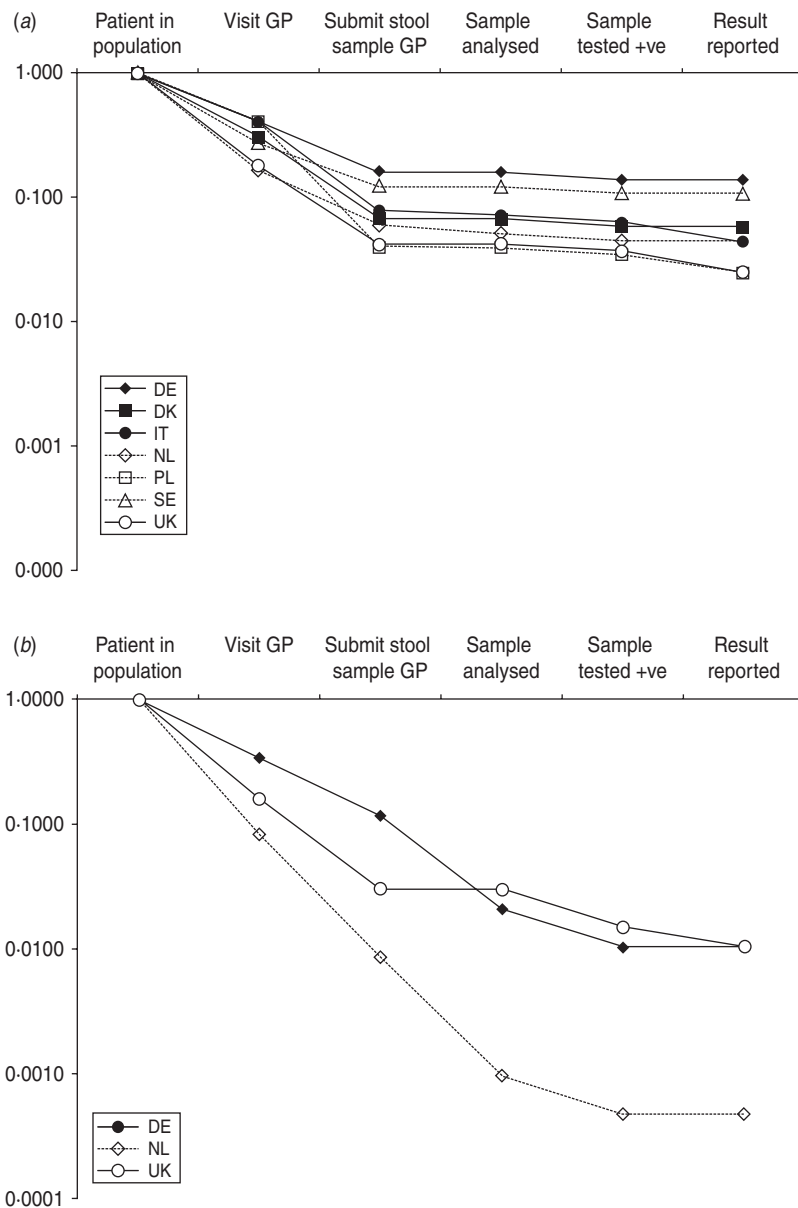 (a)
Patient in Visit GP Submit stool Sample Sample Result
population sample GP analysed tested +ve reported
1·000
0·100
0·010
0·001
0·000
DE
DK
IT
NL
PL
SE
UK
(b)
Patient in Visit GP Submit stool Sample Sample Result
population sample GP analysed tested +ve reported
1·0000
0·1000
0·0100
0·0010
0·0001
DE
NL
UK